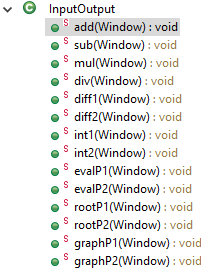 InputOutput
add(Window) : void
sub(Window) : void
mul(Window) : void
div(Window) : void
diff1(Window) : void
diff2(Window) : void
int1(Window) : void
int2(Window) : void
evalP1(Window) : void
evalP2(Window) : void
rootP1(Window) : void
rootP2(Window) : void
graphP1(Window) : void
graphP2(Window) : void